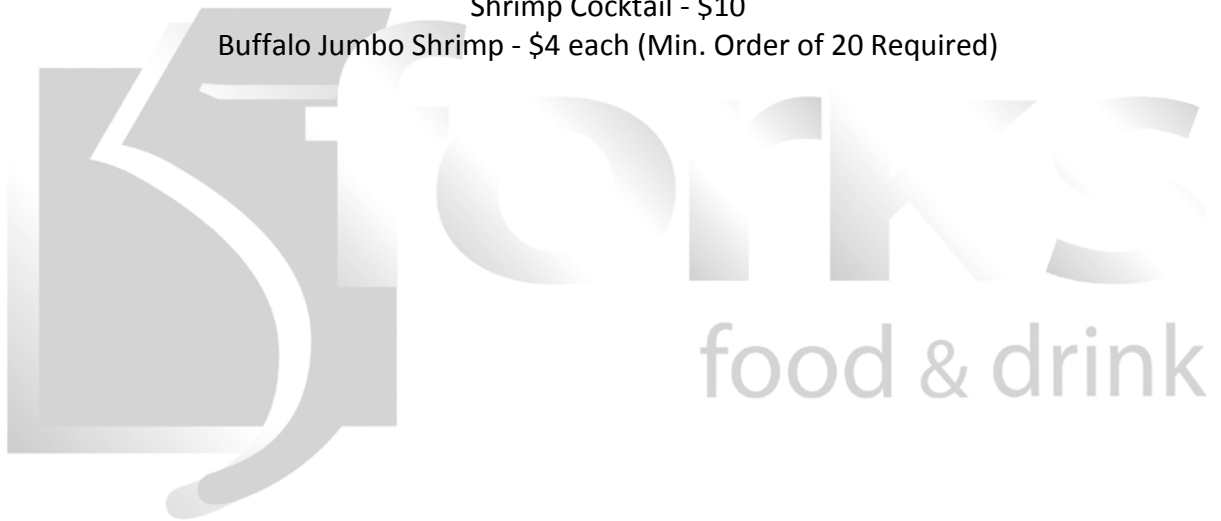 Shrimp Cocktail - $10
Buffalo Jumbo Shrimp - $4 each (Min. Order of 20 Required)
5forks
food & drink